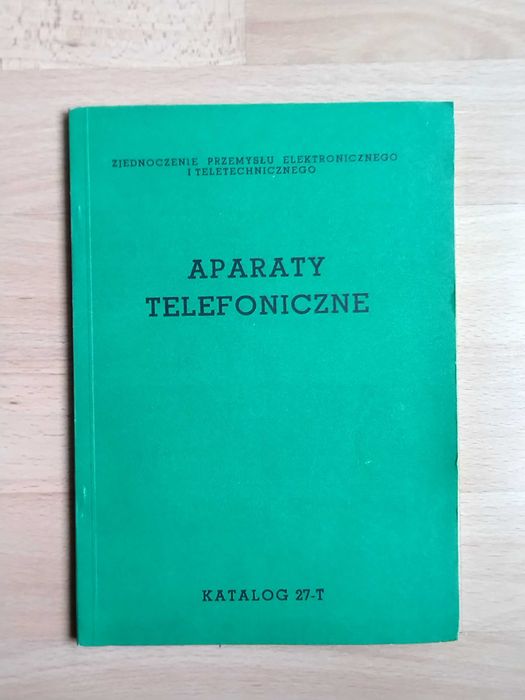 ZJEDNOCZENIE PRZEMYSŁU ELEKTRONICZNEGO
I TELETECHNICZNEGO
APARATY
TELEFONICZNE
KATALOG 27-T